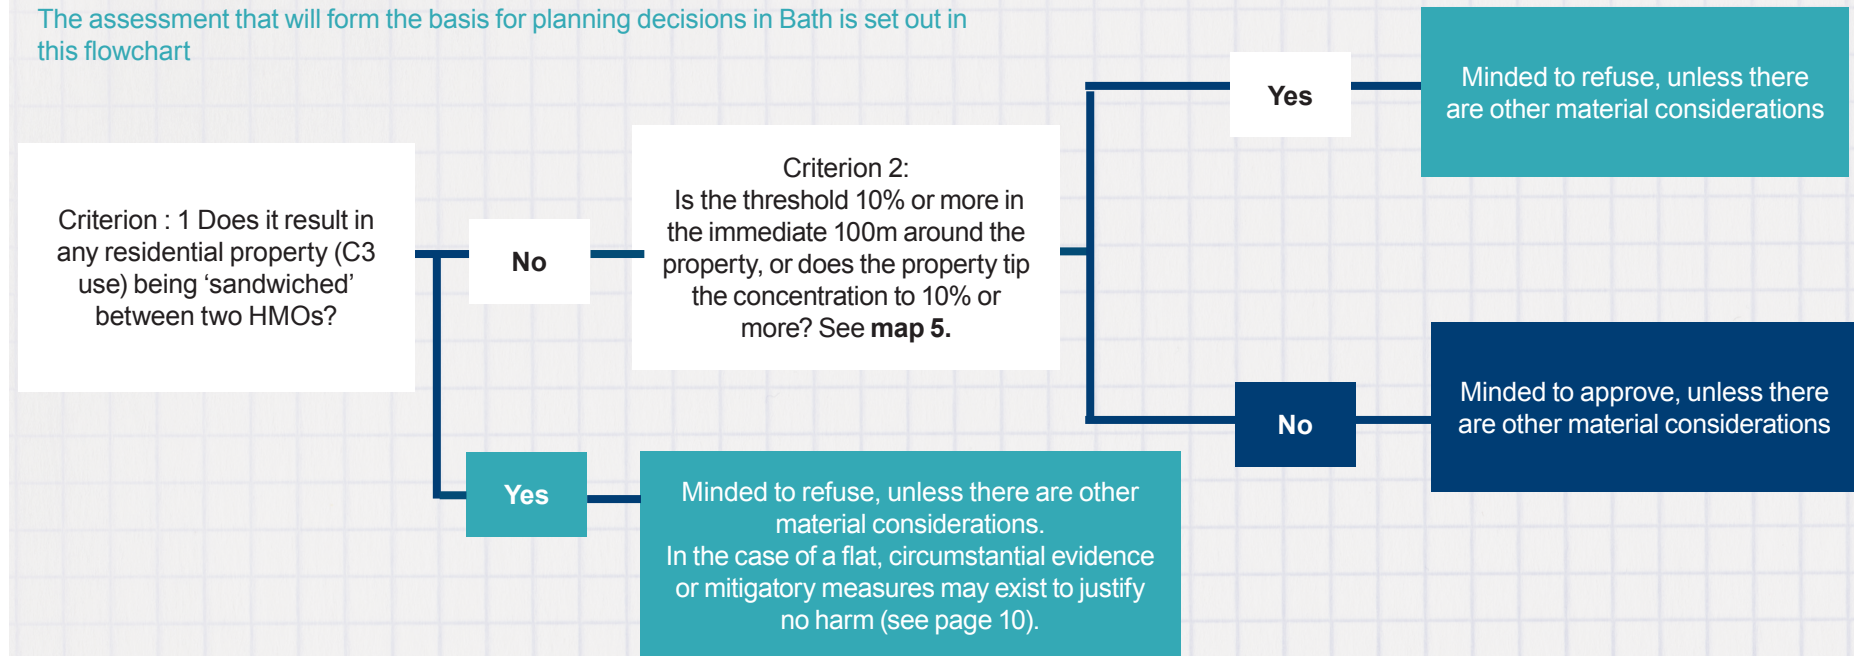 The assessment that will form the basis for planning decisions in Bath is set out in
this flowchart
Criterion : 1 Does it result in
any residential property (C3
use) being ‘sandwiched’
between two HMOs?
No
Yes
Criterion 2:
Is the threshold 10% or more in
the immediate 100m around the
property, or does the property tip
the concentration to 10% or
more? See map 5.
Minded to refuse, unless there are other
material considerations.
In the case of a flat, circumstantial evidence
or mitigatory measures may exist to justify
no harm (see page 10).
Yes
Minded to refuse, unless there
are other material considerations
No
Minded to approve, unless there
are other material considerations